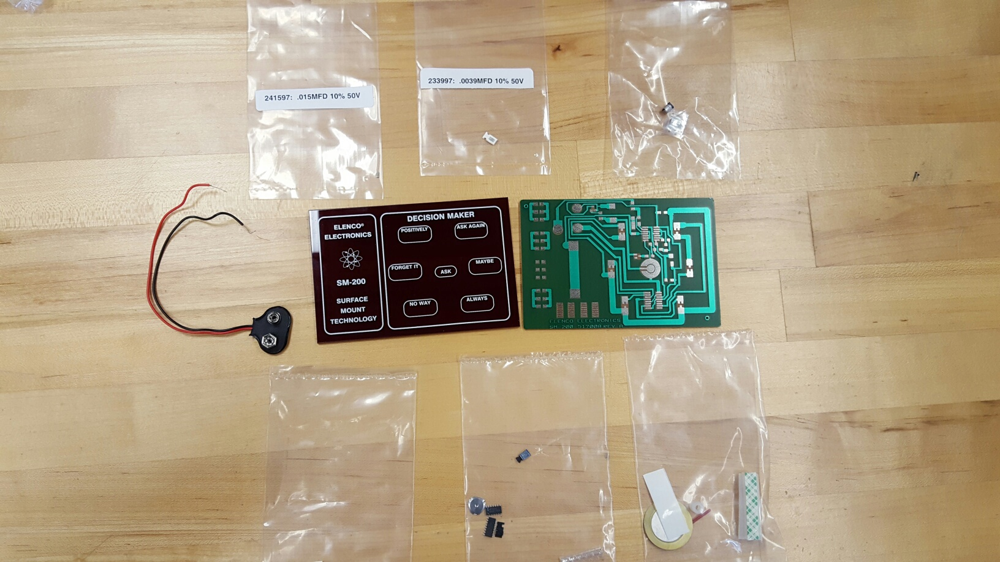 241597: .015MFD 10% 50V
233997: .0039MFD 10% 50V
ELENCO®
ELECTRONICS
SM-200
SURFACE
MOUNT
TECHNOLOGY
DECISION MAKER
POSITIVELY
ASK AGAIN
FORGET IT
ASK
MAYBE
NO WAY
ALWAYS
ELENCO ELECTRONICS
SM-200 517008 REV A